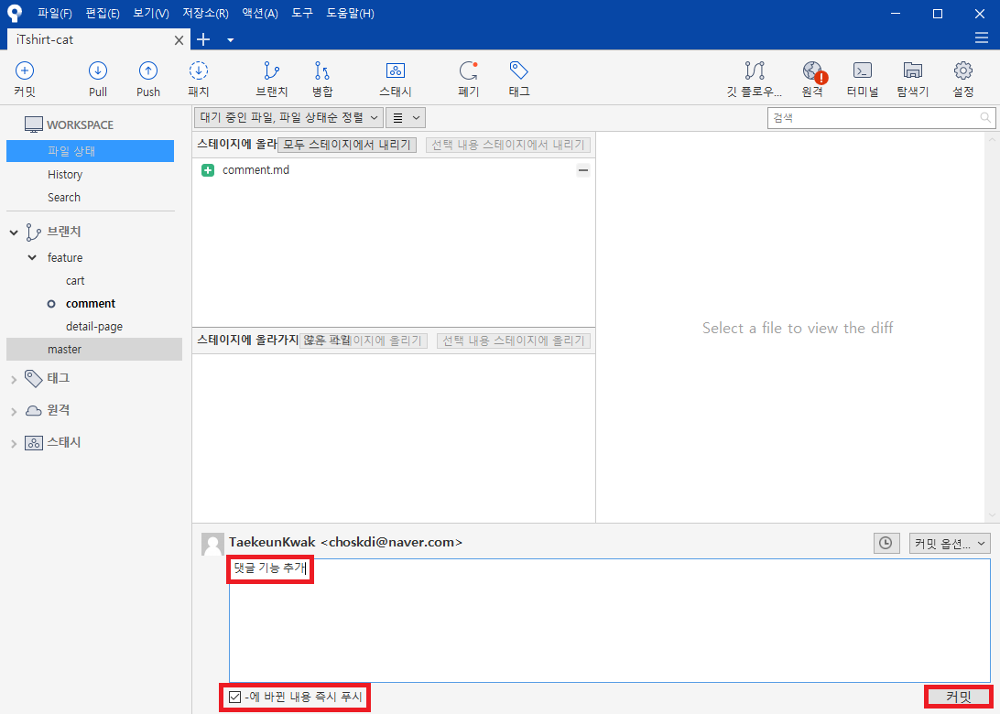 파일(F) 편집(E) 보기(V) 저장소(R) 액션(A) 도구 도움말(H)
iTshirt-cat
커밋 Pull Push 패치 브랜치 병합 스태시 폐기 태그 깃 플로우... 원격 터미널 탐색기 설정
WORKSPACE
파일 상태
History
Search
브랜치
feature
cart
comment
detail-page
master
태그
원격
스태시
대기 중인 파일, 파일 상태순 정렬
검색
스테이지에 올라 모두 스테이지에서 내리기 선택 내용 스테이지에서 내리기
comment.md
스테이지에 올라가지 않은 파일 모두 스테이지에 올리기 선택 내용 스테이지에 올리기
Select a file to view the diff
TaekeunKwak <choskdi@naver.com>
커밋 옵션...
댓글 기능 추가
-에 바뀐 내용 즉시 푸시
커밋